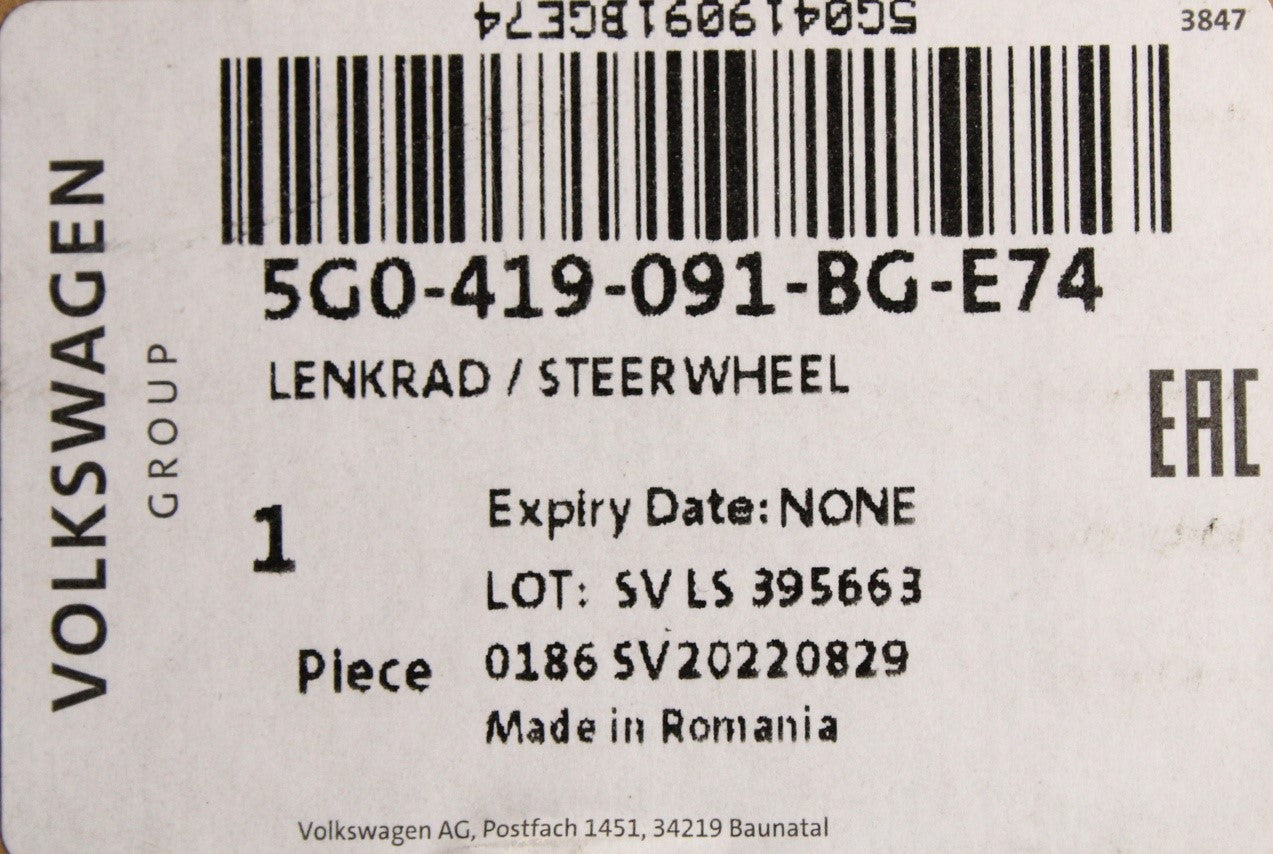 5G0419091BGE74
3847
5G0-419-091-BG-E74
LENKRAD / STEERWHEEL
EAC
VOLKSWAGEN
GROUP
1
Piece
Expiry Date: NONE
LOT: SV LS 395663
0186 SV20220829
Made in Romania
Volkswagen AG, Postfach 1451, 34219 Baunatal